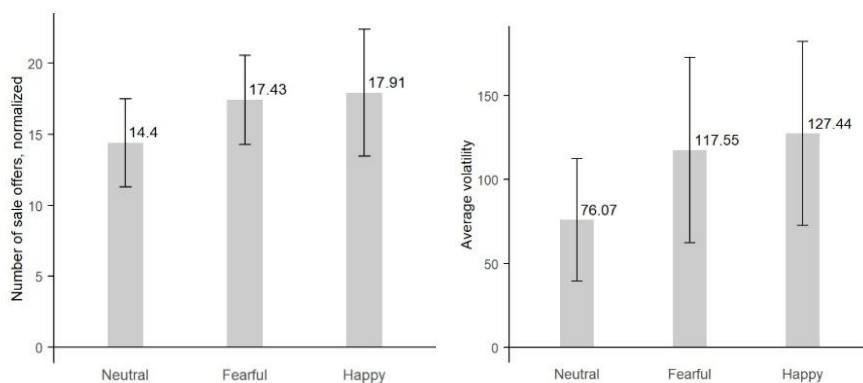 Number of sale offers, normalized
20
15
10
5
0
14.4
17.43
17.91
Neutral
Fearful
Happy
Average volatility
150
100
50
0
76.07
117.55
127.44
Neutral
Fearful
Happy